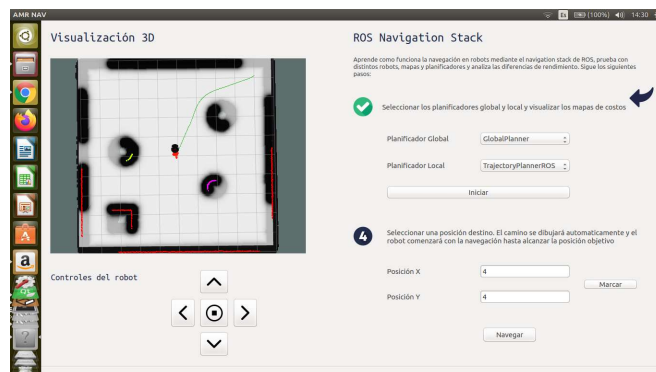 AMR NAV
Es
(100%)
14:30
Visualización 3D
ROS Navigation Stack
Aprende como funciona la navegación en robots mediante el navigation stack de ROS, prueba con
distintos robots, mapas y planificadores y analiza las diferencias de rendimiento. Sigue los siguientes
pasos:
Seleccionar los planificadores global y local y visualizar los mapas de costos
Planificador Global
GlobalPlanner
Planificador Local
TrajectoryPlannerROS
Iniciar
4
Seleccionar una posición destino. El camino se dibujará automaticamente y el
robot comenzará con la navegación hasta alcanzar la posición objetivo
Controles del robot
Posición X
4
Marcar
Posición Y
4
Navegar